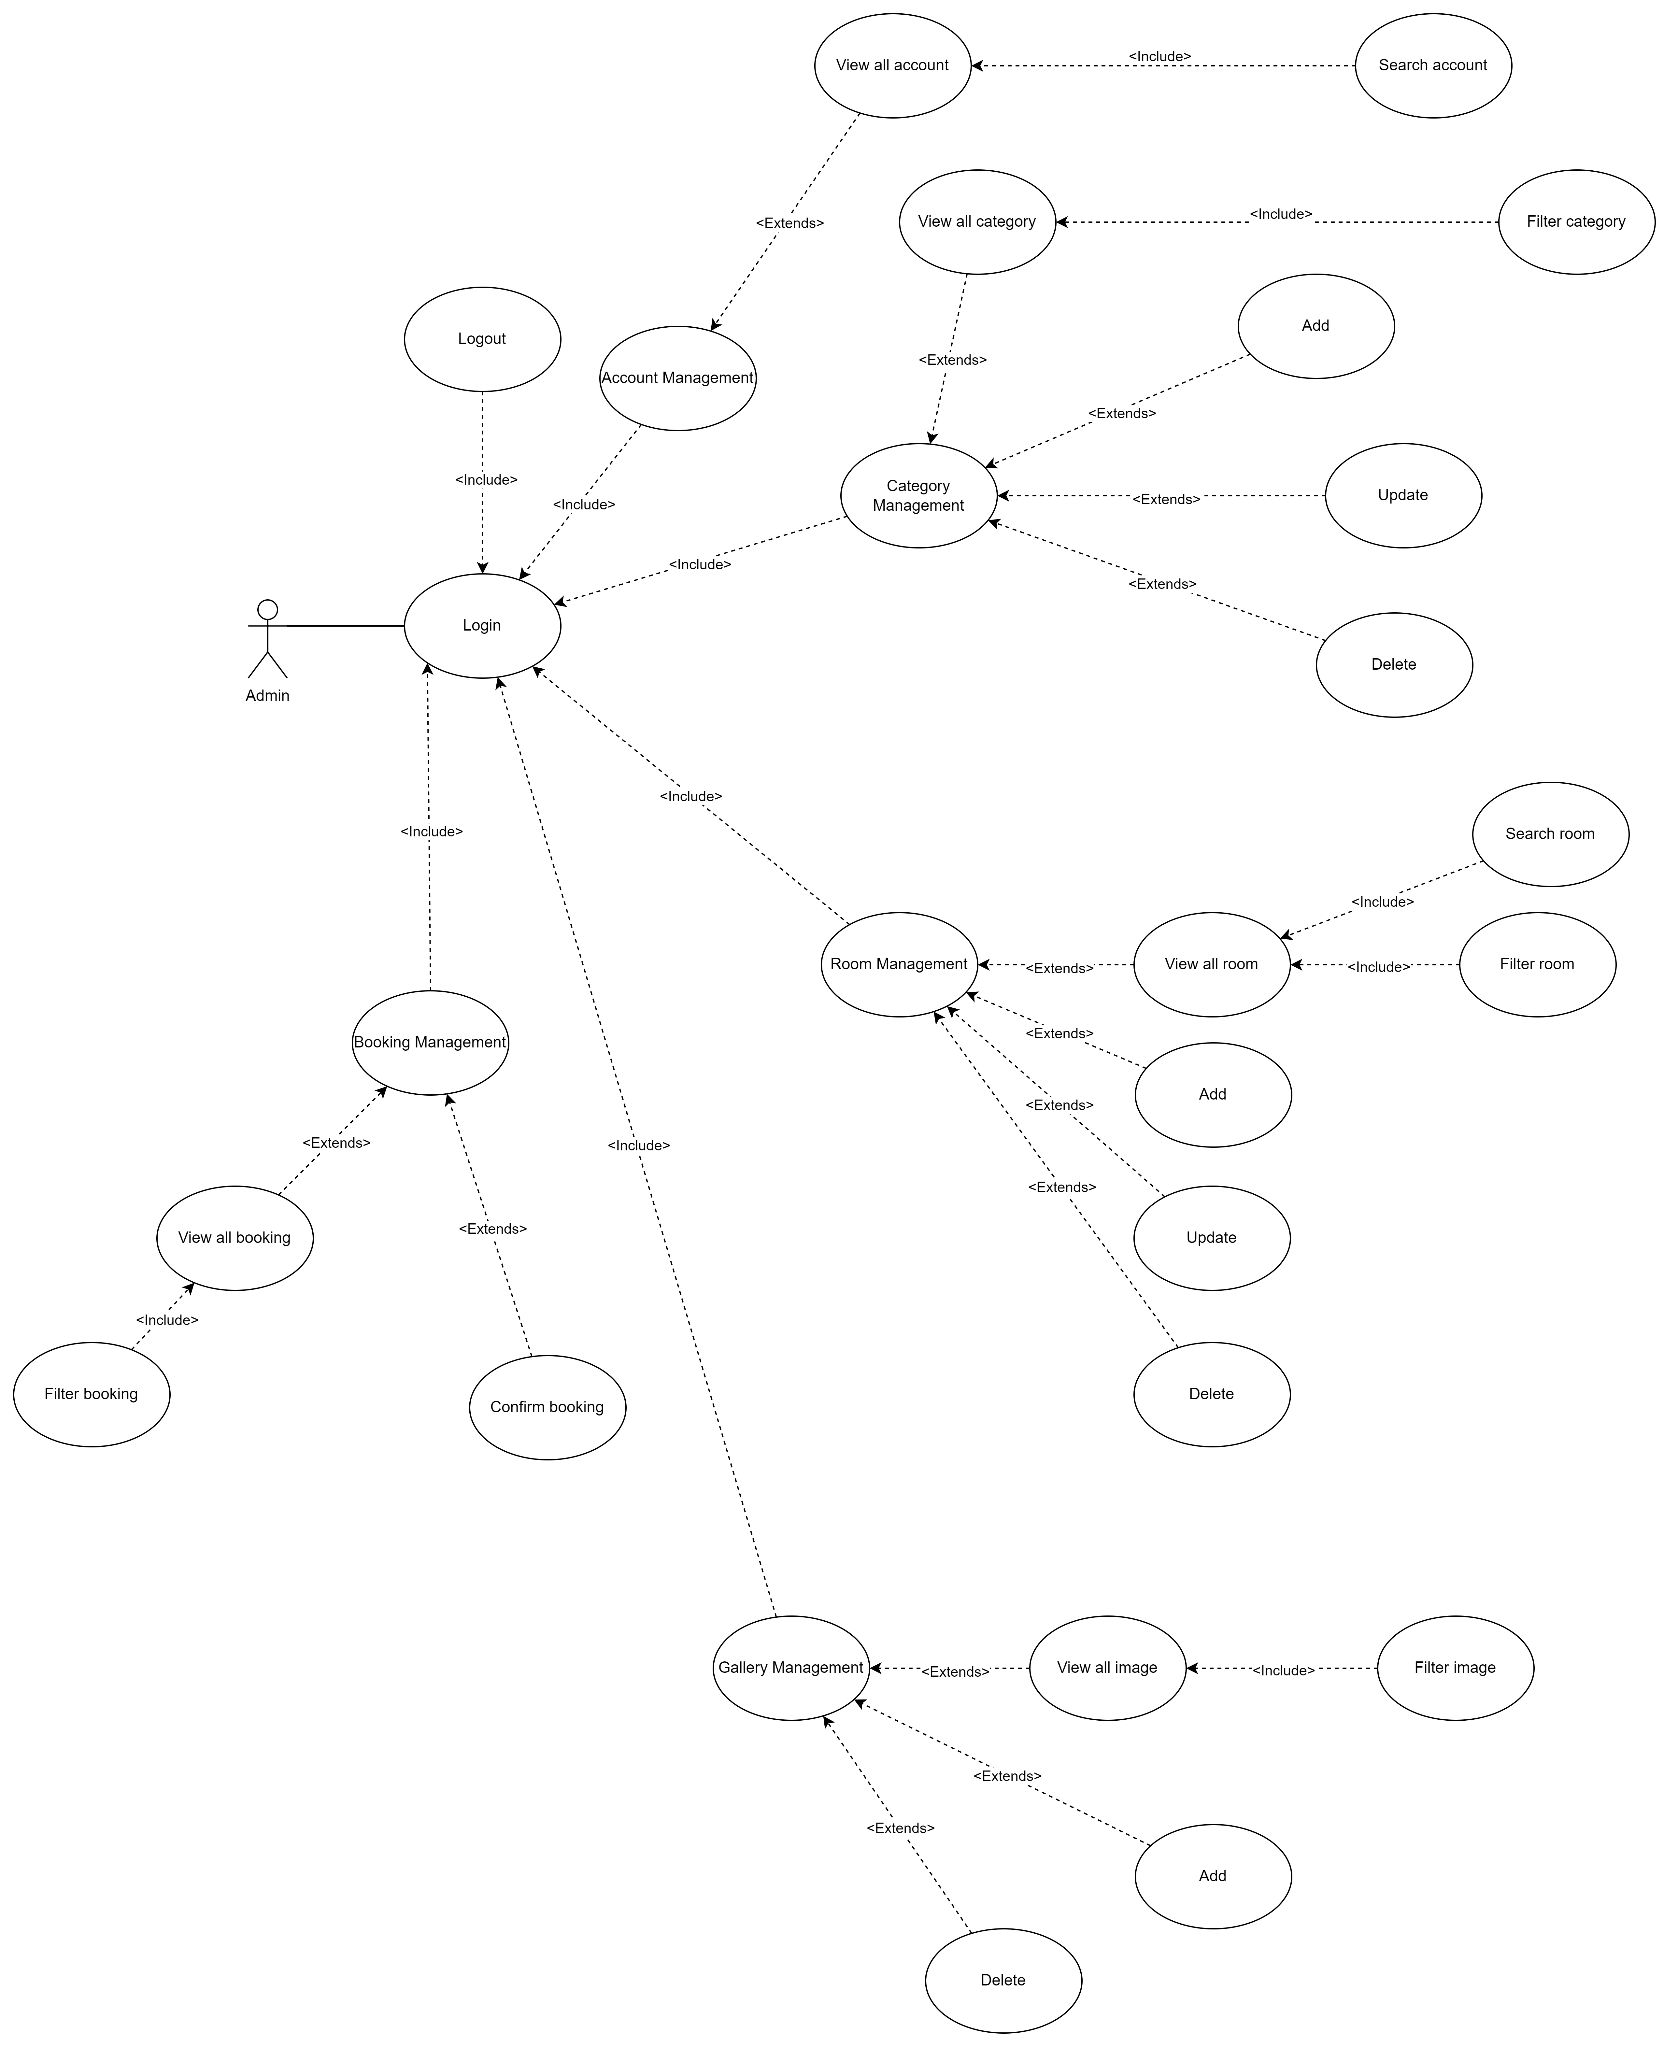 View all account
<Include>
Search account
<Extends>
View all category
<Include>
Filter category
Logout
Account Management
<Extends>
Add
<Extends>
<Include>
<Include>
Category
Management
<Extends>
Update
<Include>
<Extends>
Login
Admin
Delete
<Include>
<Include>
Search room
<Include>
Room Management
<Extends>
View all room
<Include>
Filter room
Booking Management
<Extends>
Add
<Extends>
<Extends>
<Include>
<Extends>
View all booking
<Extends>
Update
<Include>
Filter booking
Confirm booking
Delete
Gallery Management
<Extends>
View all image
<Include>
Filter image
<Extends>
<Extends>
Add
Delete